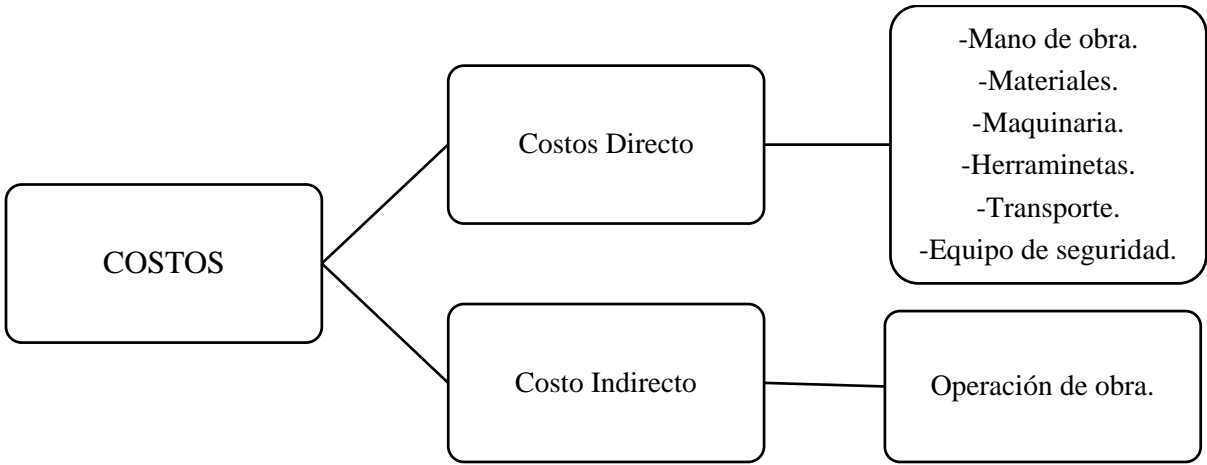 COSTOS
Costos Directo
-Mano de obra.
-Materiales.
-Maquinaria.
-Herraminetas.
-Transporte.
-Equipo de seguridad.
Costo Indirecto
Operación de obra.